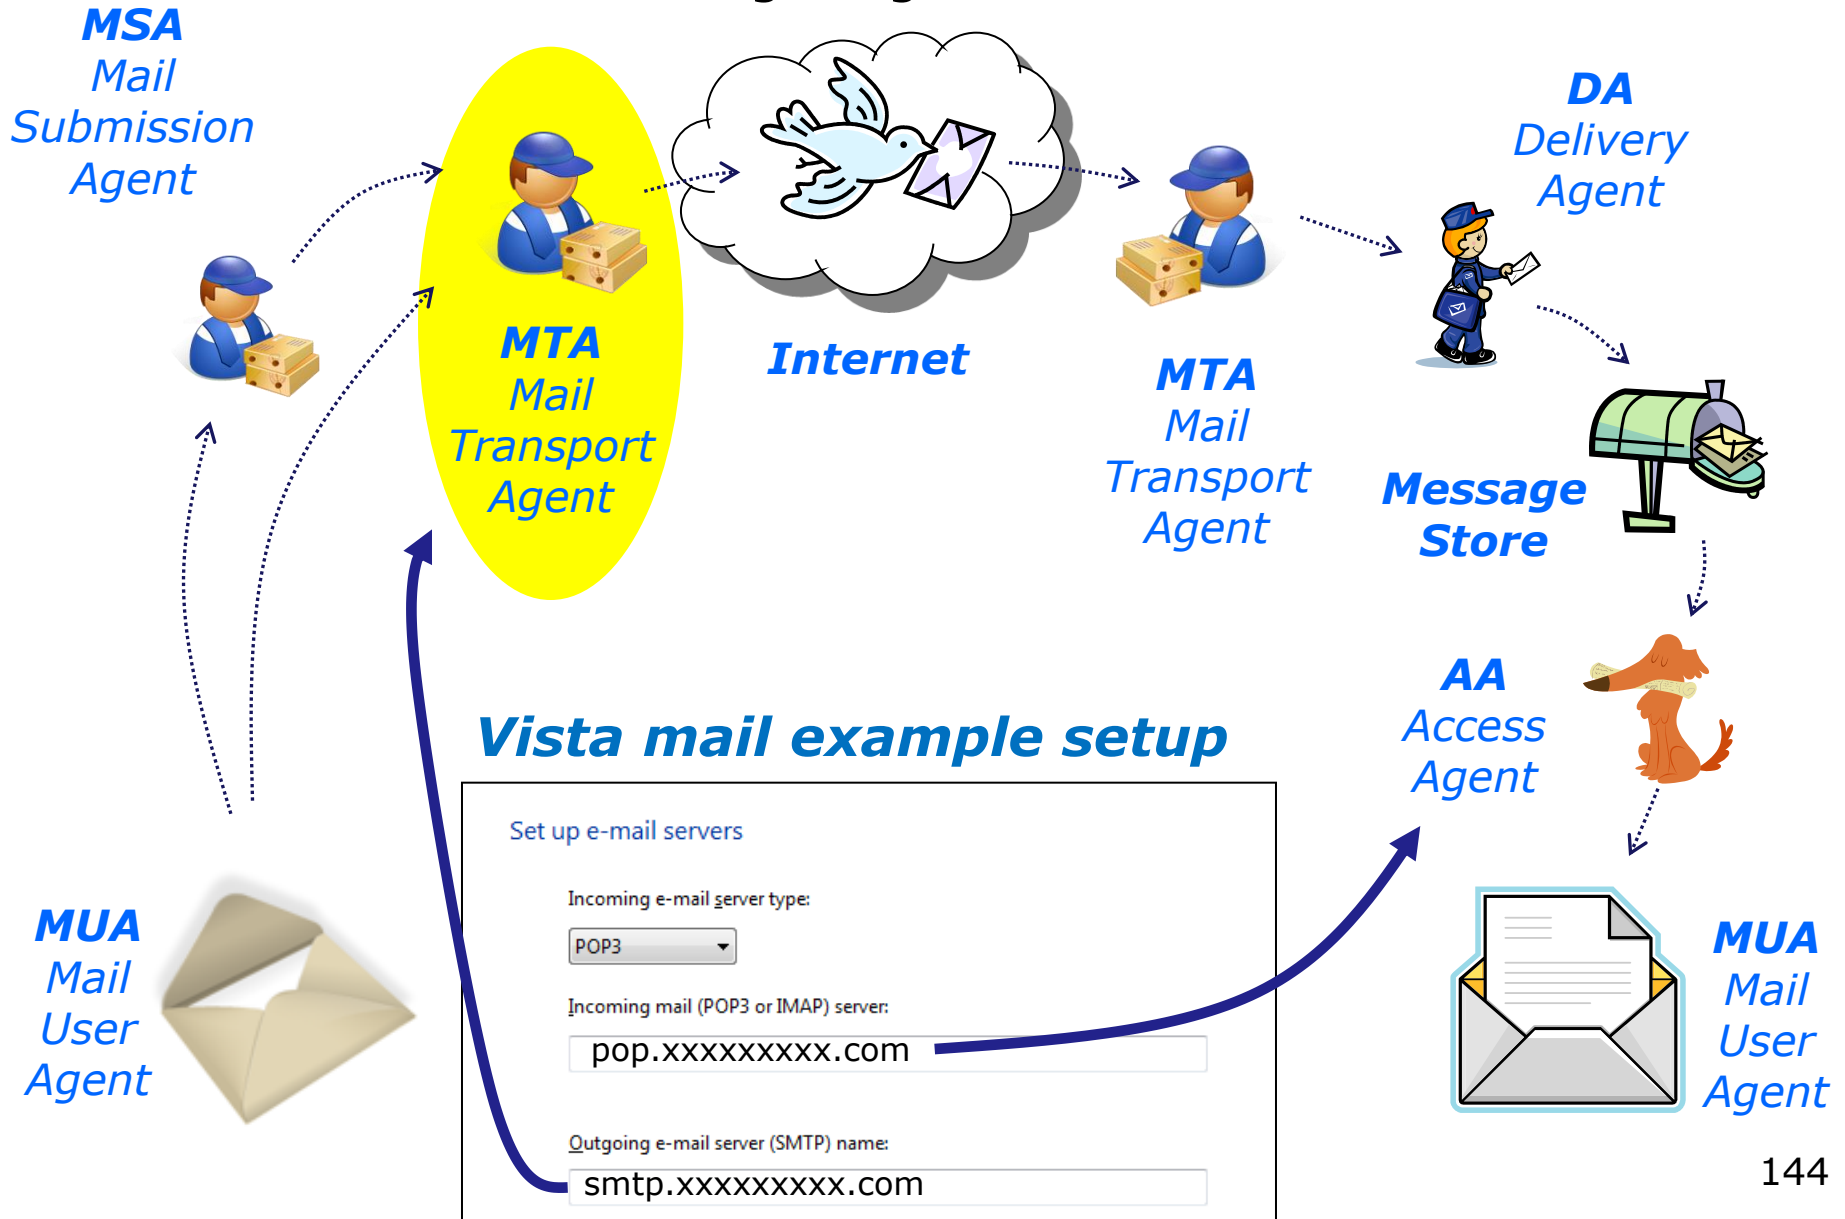 MSA
Mail
Submission
Agent
MTA
Mail
Transport
Agent
Internet
MTA
Mail
Transport
Agent
DA
Delivery
Agent
Message
Store
AA
Access
Agent
MUA
Mail
User
Agent
MUA
Mail
User
Agent
Vista mail example setup
Set up e-mail servers
Incoming e-mail server type:
POP3
Incoming mail (POP3 or IMAP) server:
pop.xxxxxxxxx.com
Outgoing e-mail server (SMTP) name:
smtp.xxxxxxxxx.com
144